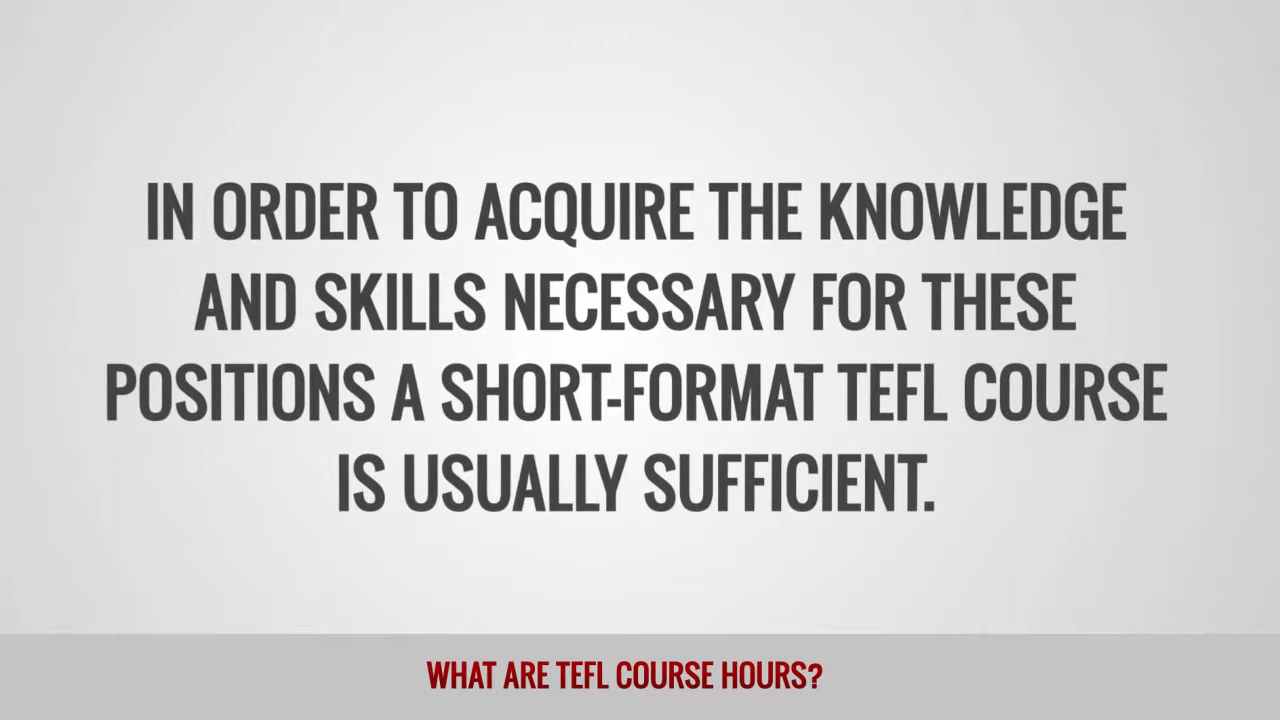 IN ORDER TO ACQUIRE THE KNOWLEDGE
AND SKILLS NECESSARY FOR THESE
POSITIONS A SHORT-FORMAT TEFL COURSE
IS USUALLY SUFFICIENT.
WHAT ARE TEFL COURSE HOURS?